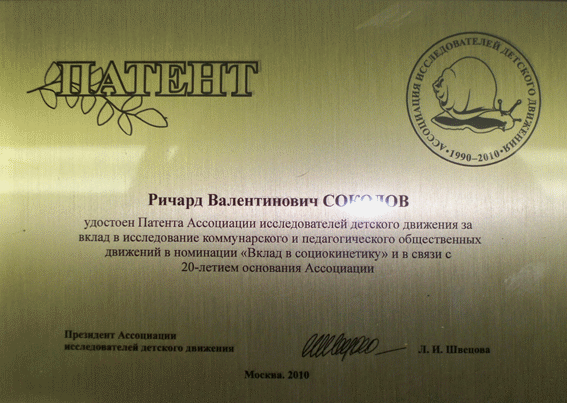 ПАТЕНТ
АССОЦИАЦИЯ ИССЛЕДОВАТЕЛЕЙ ДЕТСКОГО ДВИЖЕНИЯ
•1990–2010•
Ричард Валентинович СОКОЛОВ
удостоен Патента Ассоциации исследователей детского движения за
вклад в исследование коммунарского и педагогического общественных
движений в номинации «Вклад в социокинетику» и в связи с
20-летием основания Ассоциации
Президент Ассоциации
исследователей детского движения
Л. И. Швецова
Москва. 2010